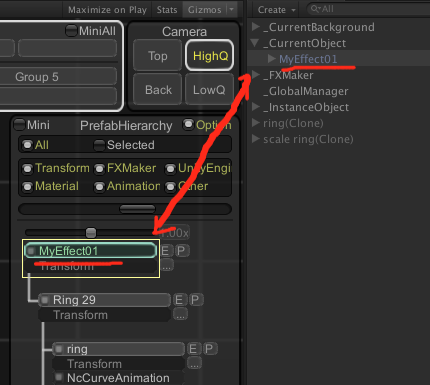 Maximize on Play Stats Gizmos
Create All
MiniAll
Group 5
Camera
Top HighQ
Back LowQ
_CurrentBackground
_CurrentObject
MyEffect01
_FXMaker
_GlobalManager
_InstanceObject
ring(Clone)
scale ring(Clone)
Mini PrefabHierarchy Option
All Selected
Transform FXMaker UnityEngi
Material Animation Other
1.00x
MyEffect01 E P
Transform ...
Ring 29 E P
Transform ...
ring E P
NcCurveAnimation ...